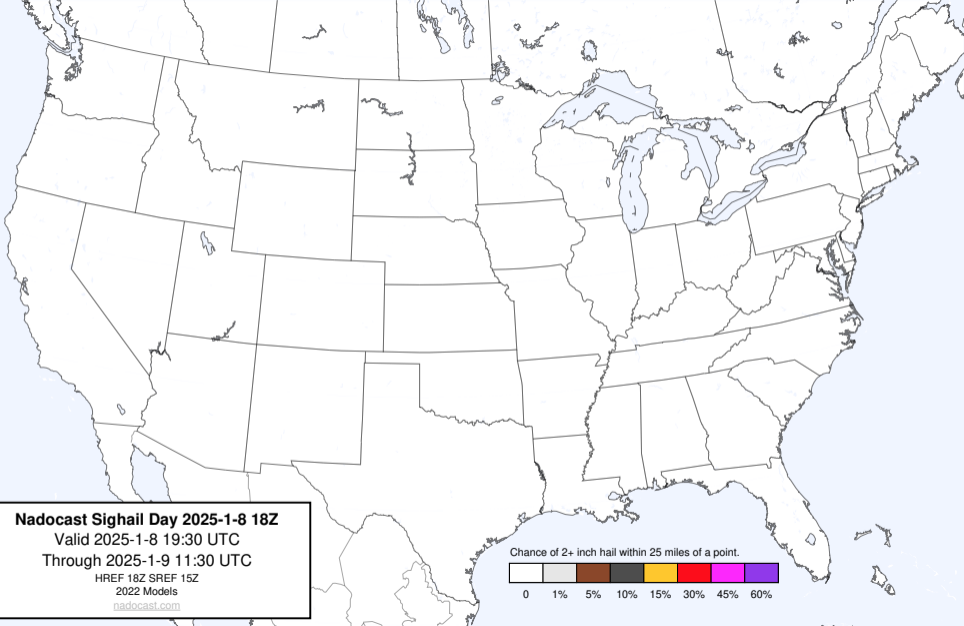 Nadocast Sighail Day 2025-1-8 18Z
Valid 2025-1-8 19:30 UTC
Through 2025-1-9 11:30 UTC
HREF 18Z SREF 15Z
2022 Models
nadocast.com
Chance of 2+ inch hail within 25 miles of a point.
0 1% 5% 10% 15% 30% 45% 60%